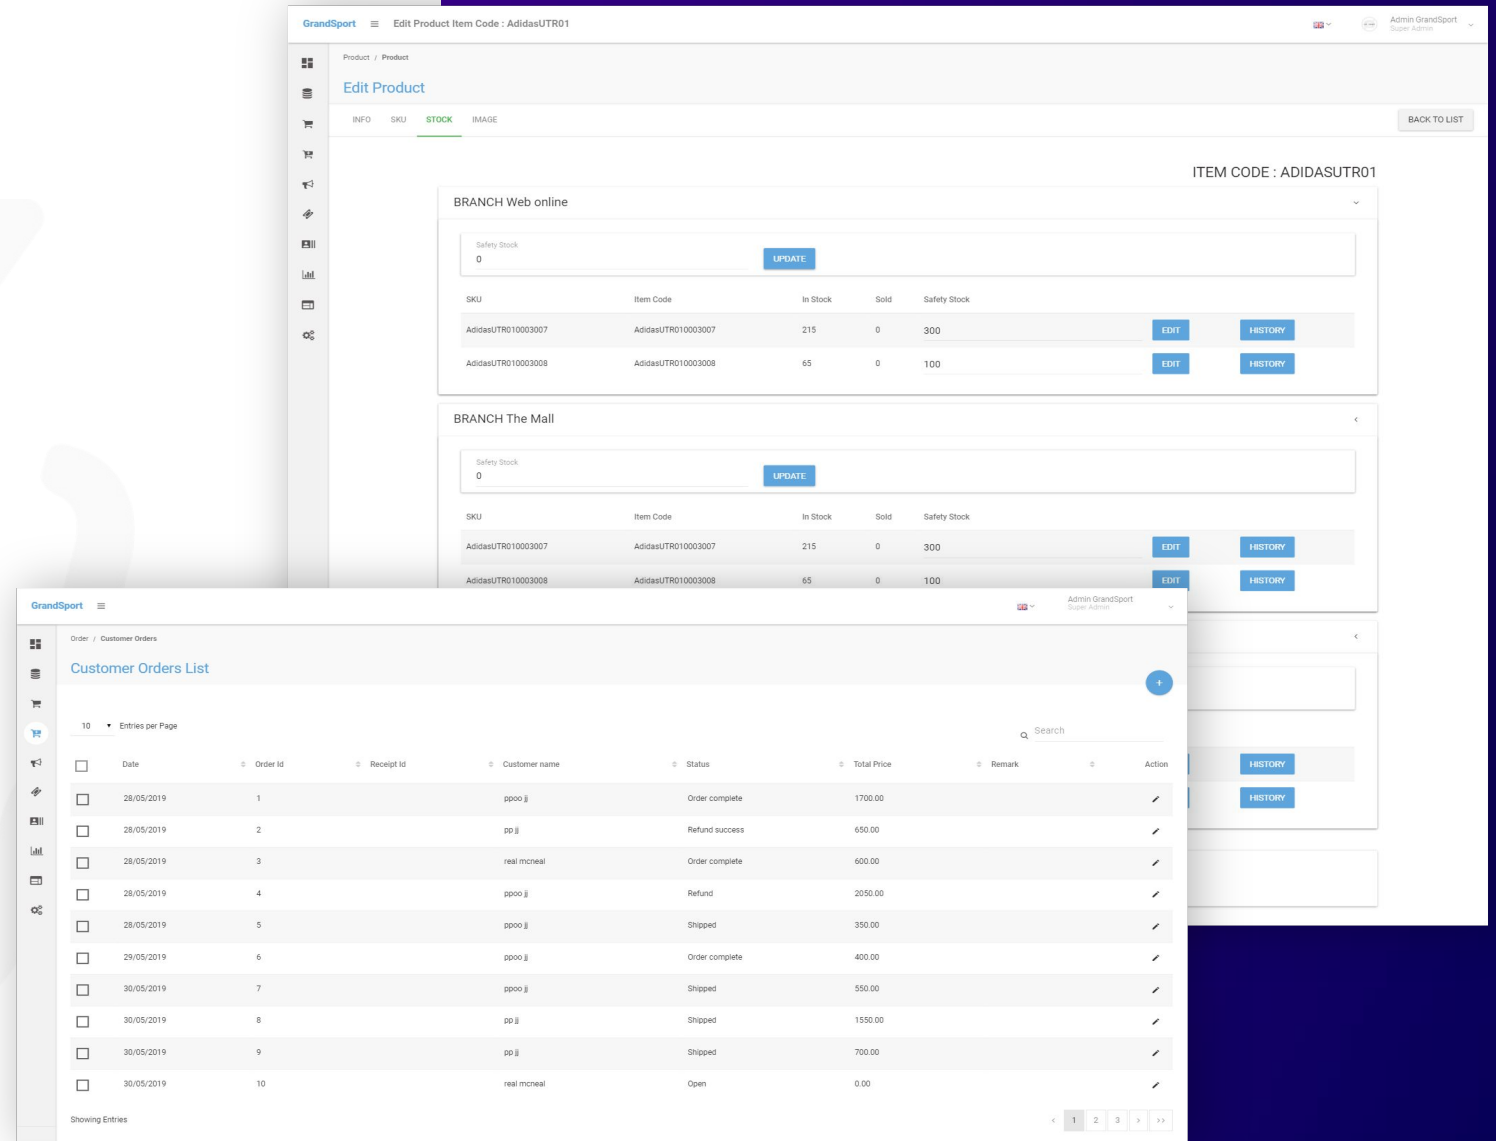 GrandSport Edit Product Item Code : AdidasUTR01 Admin GrandSport
Super Admin
Product / Product
Edit Product
INFO SKU STOCK IMAGE BACK TO LIST
ITEM CODE : ADIDASUTR01
BRANCH Web online
Safety Stock
0 UPDATE
SKU Item Code In Stock Sold Safety Stock
AdidasUTR010003007 AdidasUTR010003007 215 0 300 EDIT HISTORY
AdidasUTR010003008 AdidasUTR010003008 65 0 100 EDIT HISTORY
BRANCH The Mall
Safety Stock
0 UPDATE
SKU Item Code In Stock Sold Safety Stock
AdidasUTR010003007 AdidasUTR010003007 215 0 300 EDIT HISTORY
AdidasUTR010003008 AdidasUTR010003008 65 0 100 EDIT HISTORY
HISTORY
HISTORY
GrandSport Admin GrandSport
Super Admin
Order / Customer Orders
Customer Orders List
+
10 Entries per Page Search
Date Order Id Receipt Id Customer name Status Total Price Remark Action
28/05/2019 1 ppoo jj Order complete 1700.00
28/05/2019 2 pp jj Refund success 650.00
28/05/2019 3 real mcneal Order complete 600.00
28/05/2019 4 ppoo jj Refund 2050.00
28/05/2019 5 ppoo jj Shipped 350.00
29/05/2019 6 ppoo jj Order complete 400.00
30/05/2019 7 ppoo jj Shipped 550.00
30/05/2019 8 pp jj Shipped 1550.00
30/05/2019 9 pp jj Shipped 700.00
30/05/2019 10 real mcneal Open 0.00
Showing Entries < 1 2 3 > >>